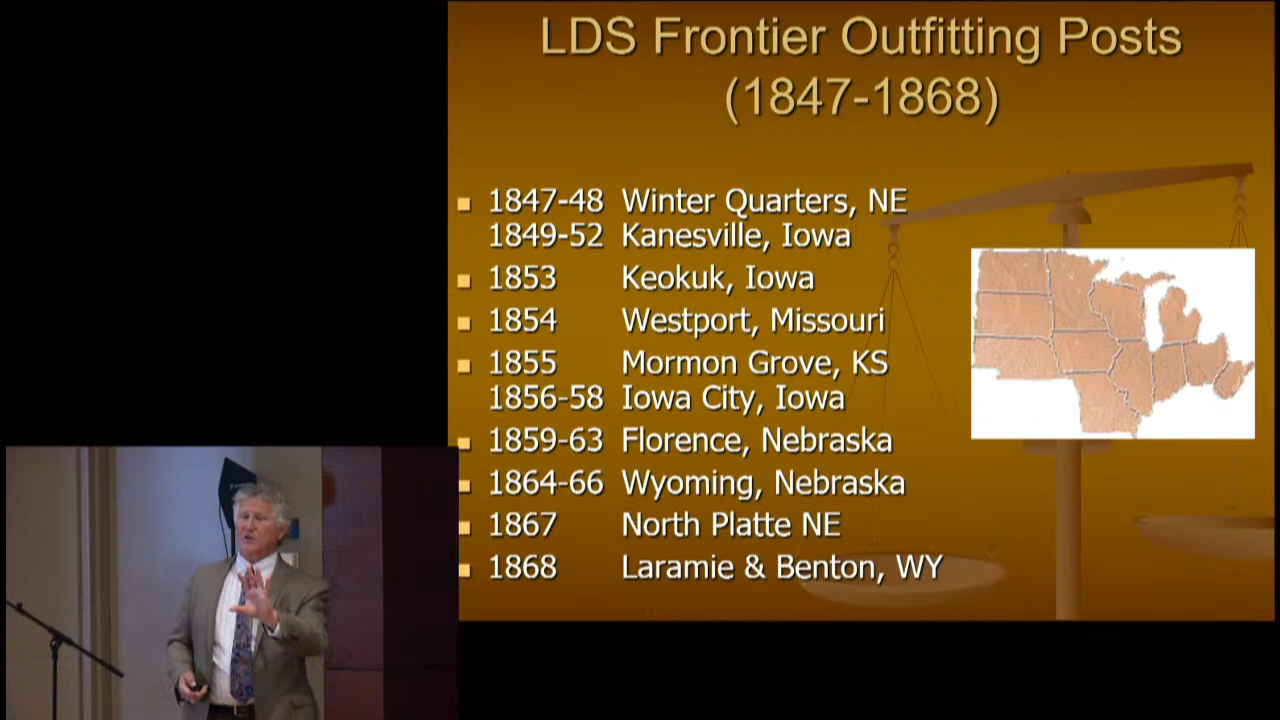 LDS Frontier Outfitting Posts
(1847-1868)
1847-48 Winter Quarters, NE
1849-52 Kanesville, Iowa
1853 Keokuk, Iowa
1854 Westport, Missouri
1855 Mormon Grove, KS
1856-58 Iowa City, Iowa
1859-63 Florence, Nebraska
1864-66 Wyoming, Nebraska
1867 North Platte NE
1868 Laramie & Benton, WY